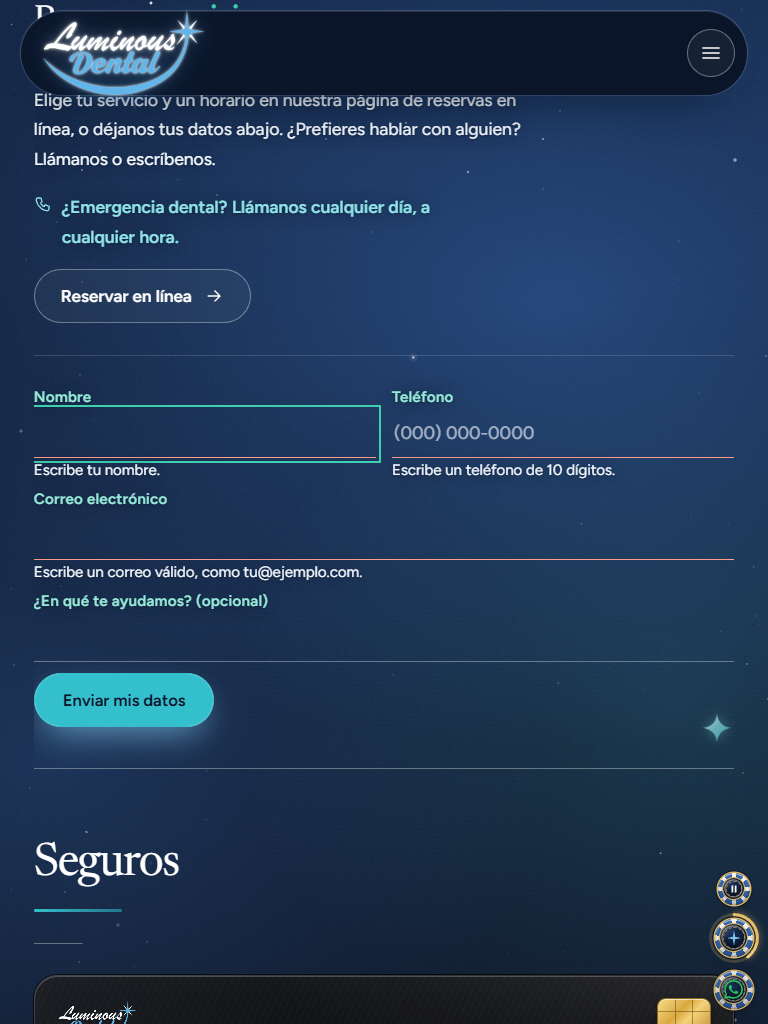 Luminous
Dental
Elige tu servicio y un horario en nuestra página de reservas en
línea, o déjanos tus datos abajo. ¿Prefieres hablar con alguien?
Llámanos o escríbenos.
¿Emergencia dental? Llámanos cualquier día, a
cualquier hora.
Reservar en línea
Nombre
Teléfono
(000) 000-0000
Escribe tu nombre.
Escribe un teléfono de 10 dígitos.
Correo electrónico
Escribe un correo válido, como tu@ejemplo.com.
¿En qué te ayudamos? (opcional)
Enviar mis datos
Seguros
Luminous